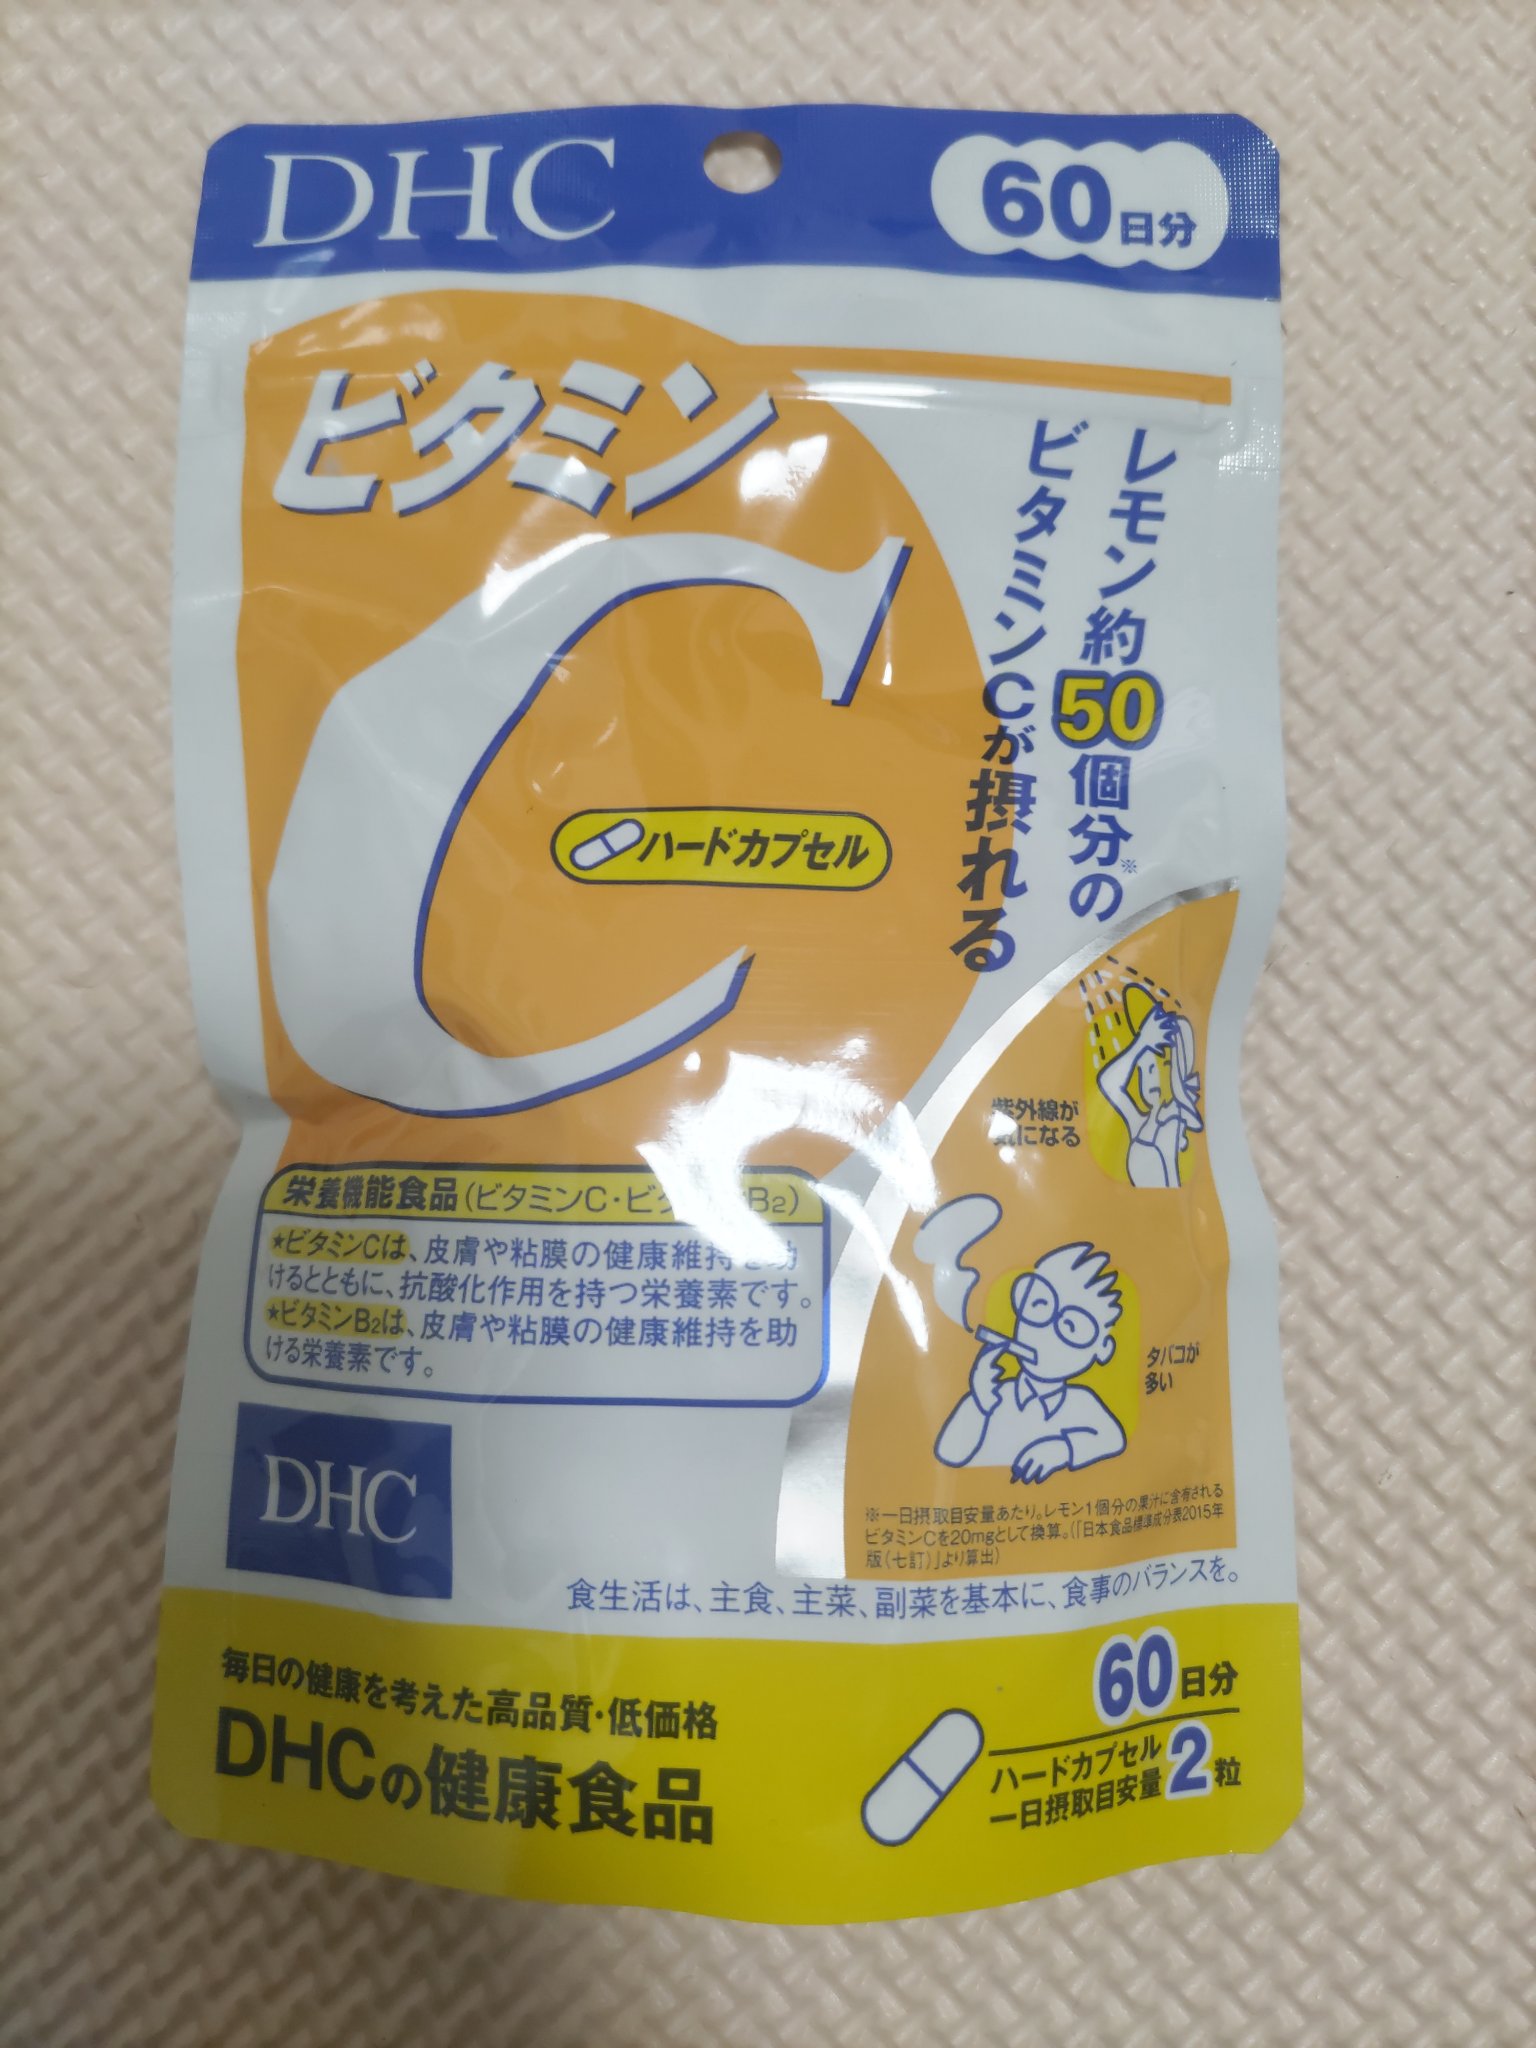 DHC
60日分
ビタミン
C
ハードカプセル
レモン約50個分※の
ビタミンCが摂れる
紫外線が
気になる
タバコが
多い
栄養機能食品(ビタミンC・ビ B2)
★ビタミンCは、皮膚や粘膜の健康維持を助
けるとともに、抗酸化作用を持つ栄養素です。
★ビタミンB2は、皮膚や粘膜の健康維持を助
ける栄養素です。
DHC
※一日摂取目安量あたり。レモン1個分の果汁に含有される
ビタミンCを20mgとして換算。(「日本食品標準成分表2015年
版(七訂)」より算出)
食生活は、主食、主菜、副菜を基本に、食事のバランスを。
毎日の健康を考えた高品質・低価格
DHCの健康食品
60日分
ハードカプセル
一日摂取目安量2粒